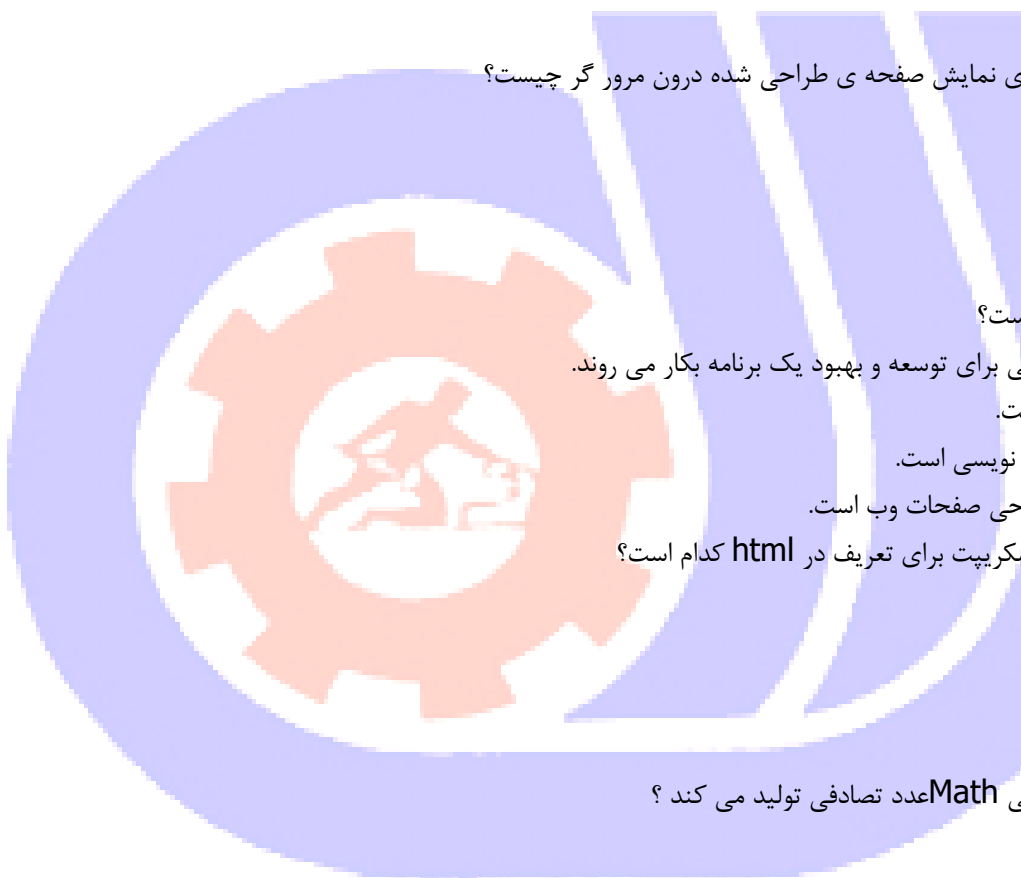 ی نمایش صفحه ی طراحی شده درون مرور گر چیست؟
ست؟
ی برای توسعه و بهبود یک برنامه بکار می روند.
ت.
نویسی است.
حی صفحات وب است.
سکریپت برای تعریف در html کدام است؟
ی Mathعدد تصادفی تولید می کند ؟